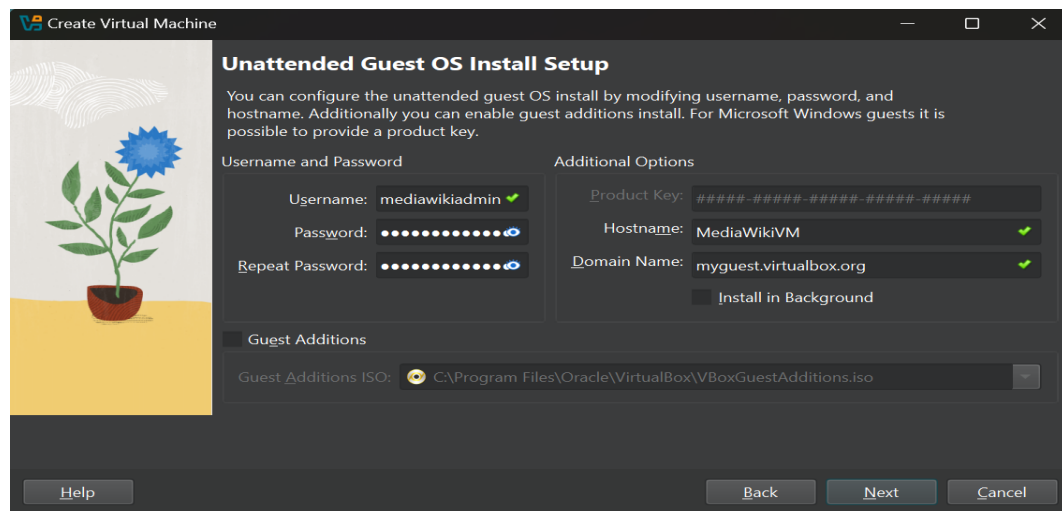 Create Virtual Machine
Unattended Guest OS Install Setup
You can configure the unattended guest OS install by modifying username, password, and
hostname. Additionally you can enable guest additions install. For Microsoft Windows guests it is
possible to provide a product key.
Username and Password
Username: mediawikiadmin
Password: ●●●●●●●●●●●●
Repeat Password: ●●●●●●●●●●●●
Additional Options
Product Key: #####-#####-#####-#####-#####
Hostname: MediaWikiVM
Domain Name: myguest.virtualbox.org
Install in Background
Guest Additions
Guest Additions ISO: C:\Program Files\Oracle\VirtualBox\VBoxGuestAdditions.iso
Help
Back
Next
Cancel